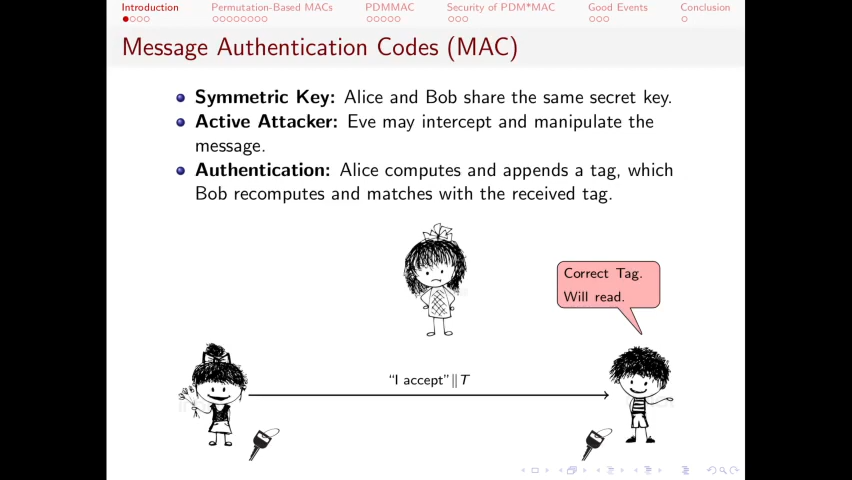 Introduction
Permutation-Based MACs
PDMMAC
Security of PDM*MAC
Good Events
Conclusion
Message Authentication Codes (MAC)
Symmetric Key: Alice and Bob share the same secret key.
Active Attacker: Eve may intercept and manipulate the
message.
Authentication: Alice computes and appends a tag, which
Bob recomputes and matches with the received tag.
Correct Tag.
Will read.
“I accept”∥T